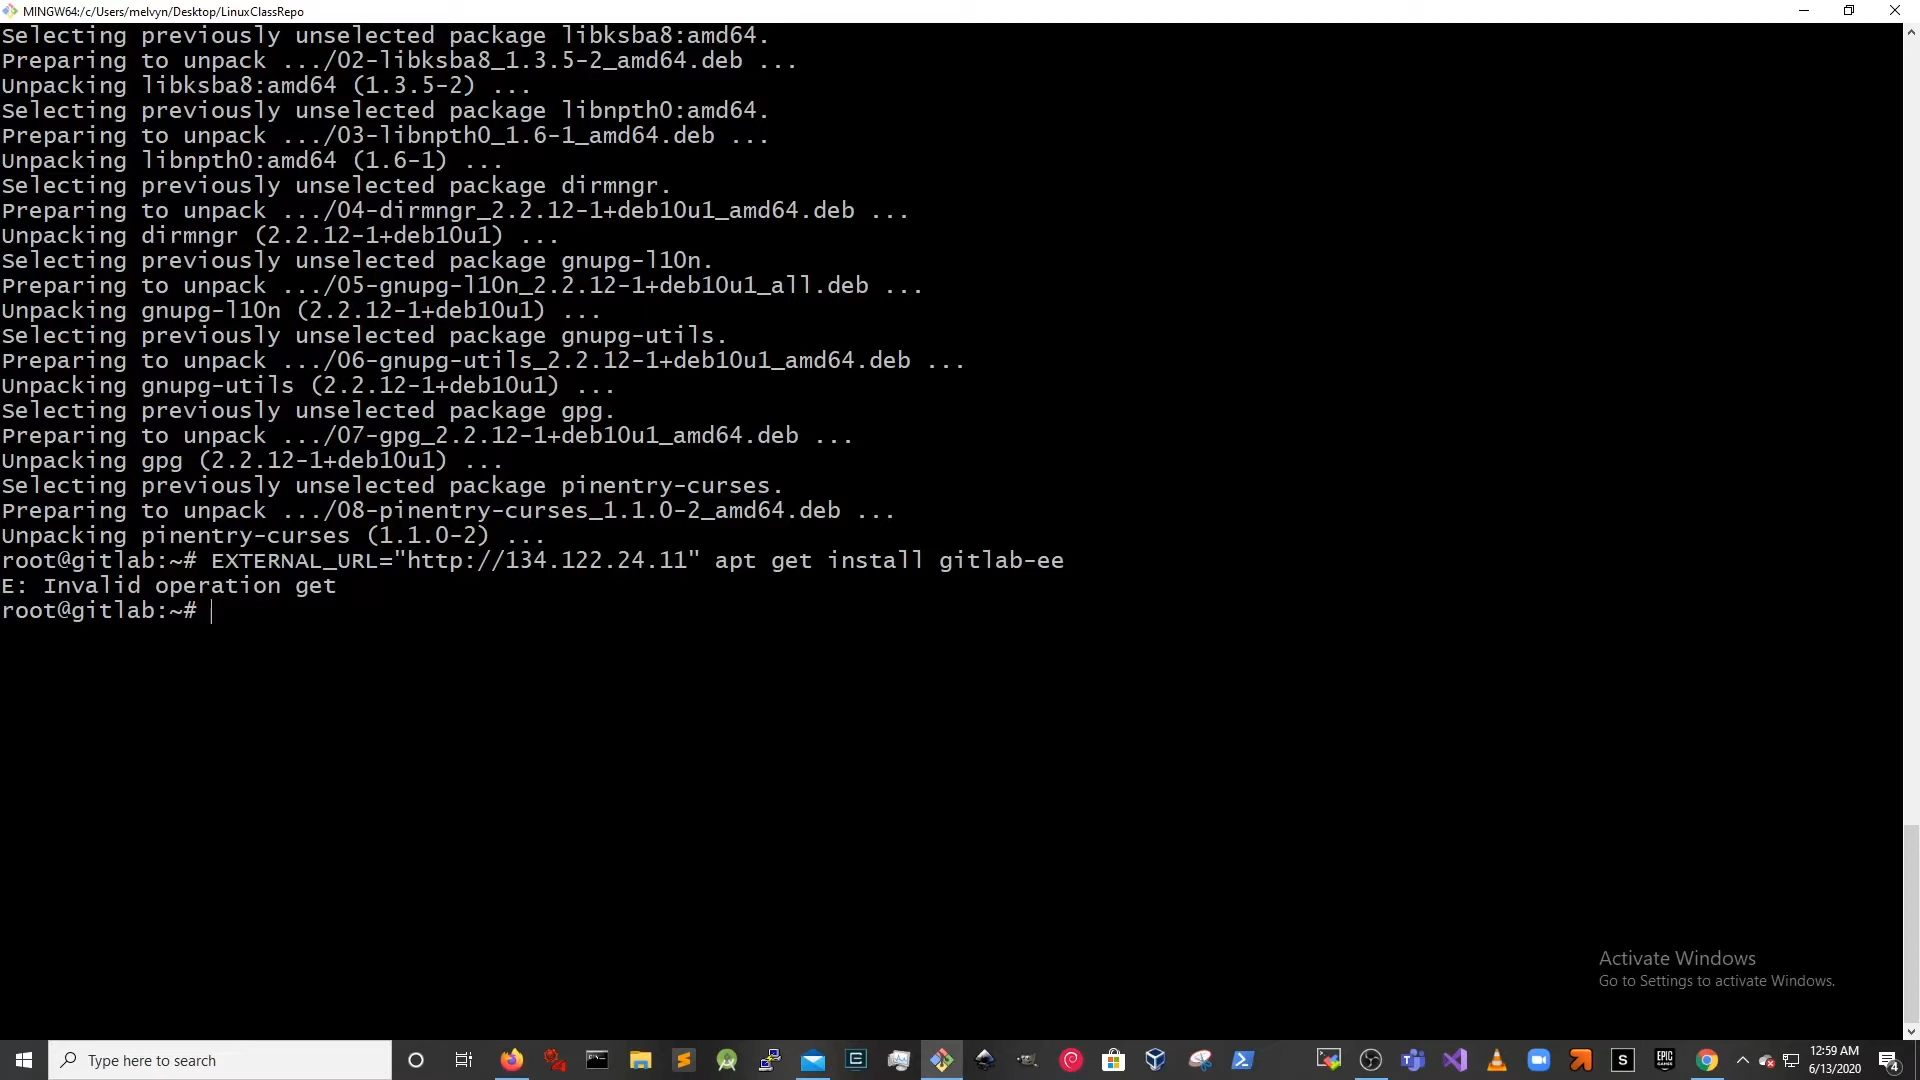 MINGW64:/c/Users/melvyn/Desktop/LinuxClassRepo
Selecting previously unselected package libksba8:amd64.
Preparing to unpack .../02-libksba8_1.3.5-2_amd64.deb ...
Unpacking libksba8:amd64 (1.3.5-2) ...
Selecting previously unselected package libnpth0:amd64.
Preparing to unpack .../03-libnpth0_1.6-1_amd64.deb ...
Unpacking libnpth0:amd64 (1.6-1) ...
Selecting previously unselected package dirmngr.
Preparing to unpack .../04-dirmngr_2.2.12-1+deb10u1_amd64.deb ...
Unpacking dirmngr (2.2.12-1+deb10u1) ...
Selecting previously unselected package gnupg-l10n.
Preparing to unpack .../05-gnupg-l10n_2.2.12-1+deb10u1_all.deb ...
Unpacking gnupg-l10n (2.2.12-1+deb10u1) ...
Selecting previously unselected package gnupg-utils.
Preparing to unpack .../06-gnupg-utils_2.2.12-1+deb10u1_amd64.deb ...
Unpacking gnupg-utils (2.2.12-1+deb10u1) ...
Selecting previously unselected package gpg.
Preparing to unpack .../07-gpg_2.2.12-1+deb10u1_amd64.deb ...
Unpacking gpg (2.2.12-1+deb10u1) ...
Selecting previously unselected package pinentry-curses.
Preparing to unpack .../08-pinentry-curses_1.1.0-2_amd64.deb ...
Unpacking pinentry-curses (1.1.0-2) ...
root@gitlab:~# EXTERNAL_URL="http://134.122.24.11" apt get install gitlab-ee
E: Invalid operation get
root@gitlab:~#
Activate Windows
Go to Settings to activate Windows.
Type here to search
S
EPIC
GAMES
12:59 AM
6/13/2020
4